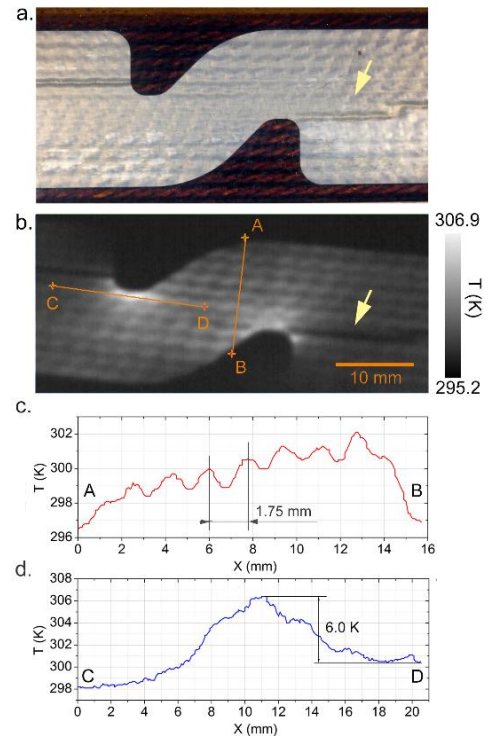 a.
b.
A
C
D
B
10 mm
306.9
T (K)
295.2
c.
302
300
298
296
T (K)
A
B
1.75 mm
0 2 4 6 8 10 12 14 16
X (mm)
d.
308
306
304
302
300
298
T (K)
C
D
6.0 K
0 2 4 6 8 10 12 14 16 18 20
X (mm)